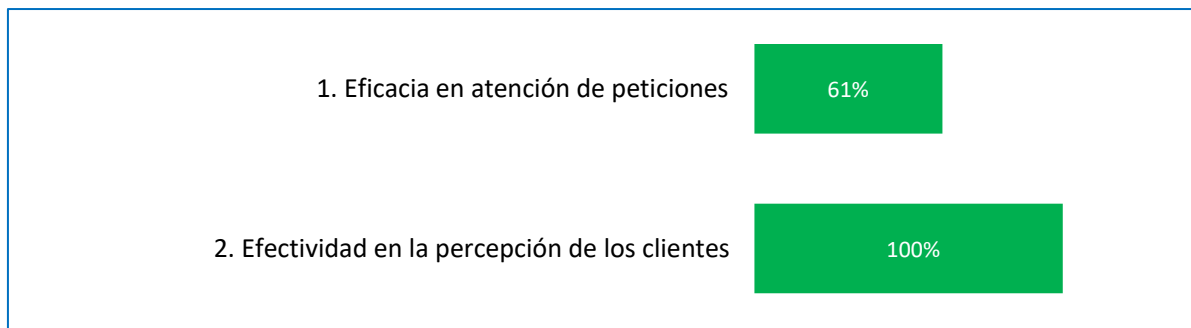 1. Eficacia en atención de peticiones 61%
2. Efectividad en la percepción de los clientes 100%